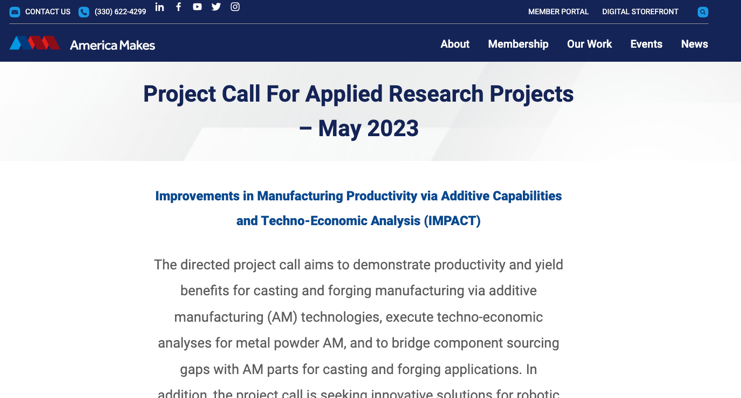 CONTACT US (330) 622-4299 MEMBER PORTAL DIGITAL STOREFRONT
America Makes About Membership Our Work Events News
Project Call For Applied Research Projects
– May 2023
Improvements in Manufacturing Productivity via Additive Capabilities
and Techno-Economic Analysis (IMPACT)
The directed project call aims to demonstrate productivity and yield
benefits for casting and forging manufacturing via additive
manufacturing (AM) technologies, execute techno-economic
analyses for metal powder AM, and to bridge component sourcing
gaps with AM parts for casting and forging applications. In
addition, the project call is seeking innovative solutions for robotic